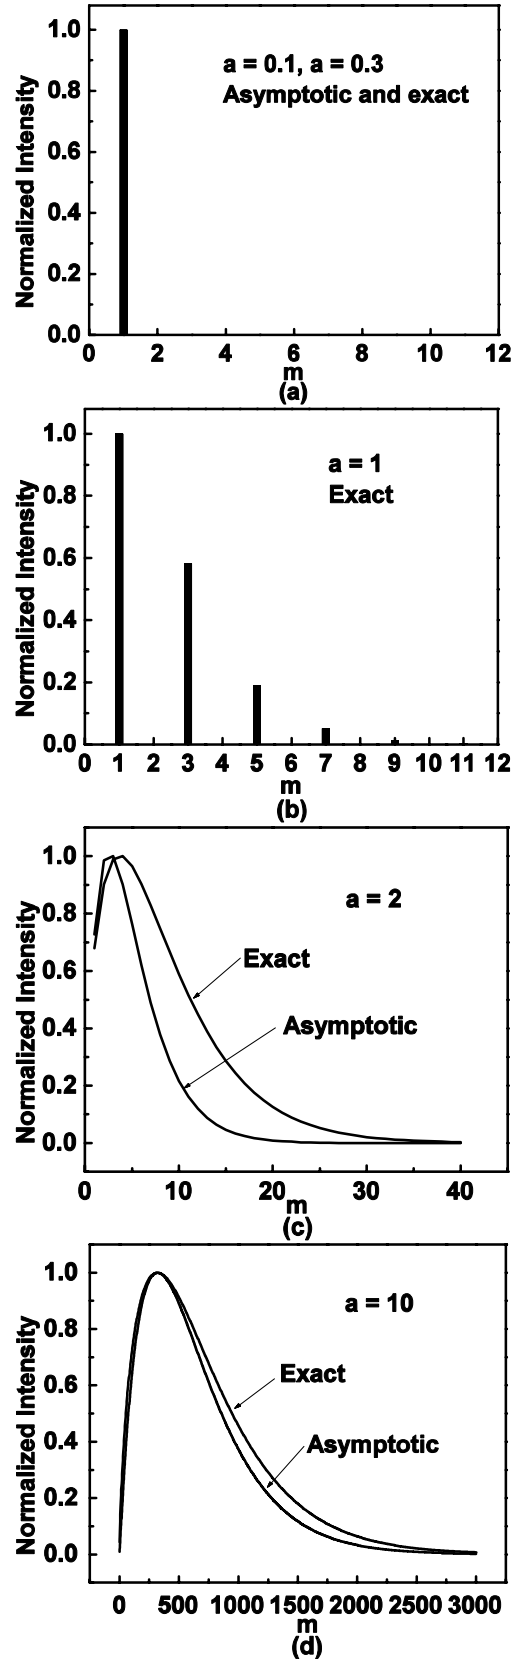 1.0
0.8
0.6
0.4
0.2
0.0
Normalized Intensity
a = 0.1, a = 0.3
Asymptotic and exact
0 2 4 6 8 10 12
m
(a)
1.0
0.8
0.6
0.4
0.2
0.0
Normalized Intensity
a = 1
Exact
0 1 2 3 4 5 6 7 8 9 10 11 12
m
(b)
1.0
0.8
0.6
0.4
0.2
0.0
Normalized Intensity
a = 2
Exact
Asymptotic
0 10 20 30 40
m
(c)
1.0
0.8
0.6
0.4
0.2
0.0
Normalized Intensity
a = 10
Exact
Asymptotic
0 500 1000 1500 2000 2500 3000
m
(d)